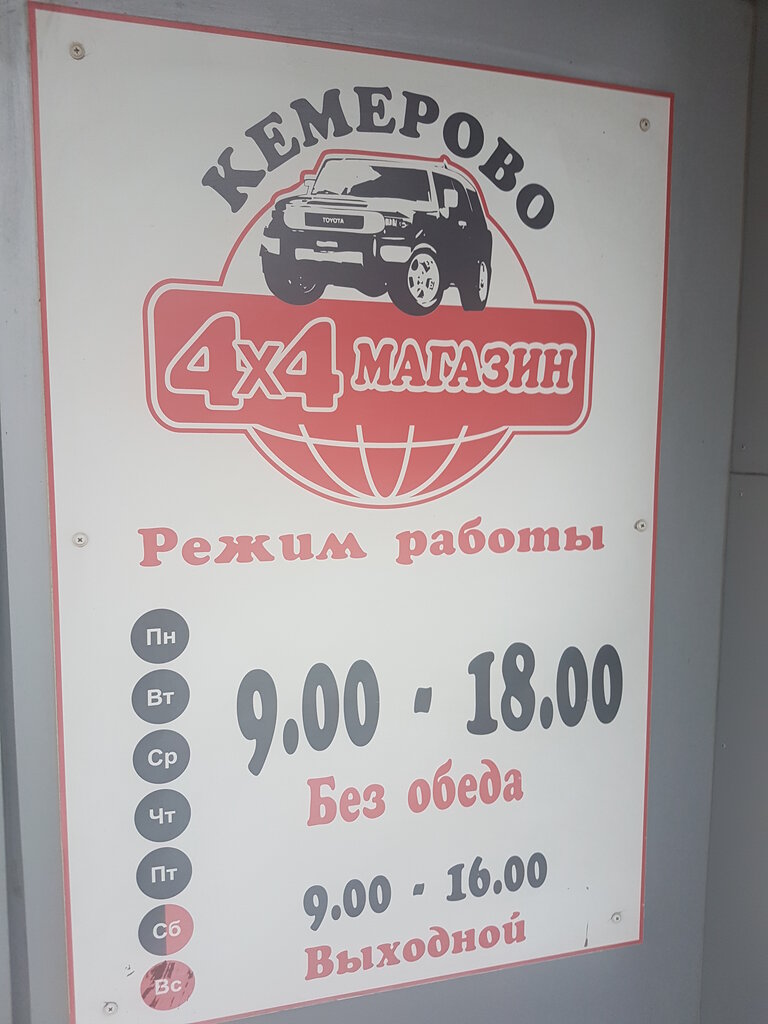 КЕМЕРОВО
TOYOTA
4x4 МАГАЗИН
Режим работы
Пн
Вт
9.00 - 18.00
Ср
Без обеда
Чт
Пт
9.00 - 16.00
Сб
Выходной
Вс